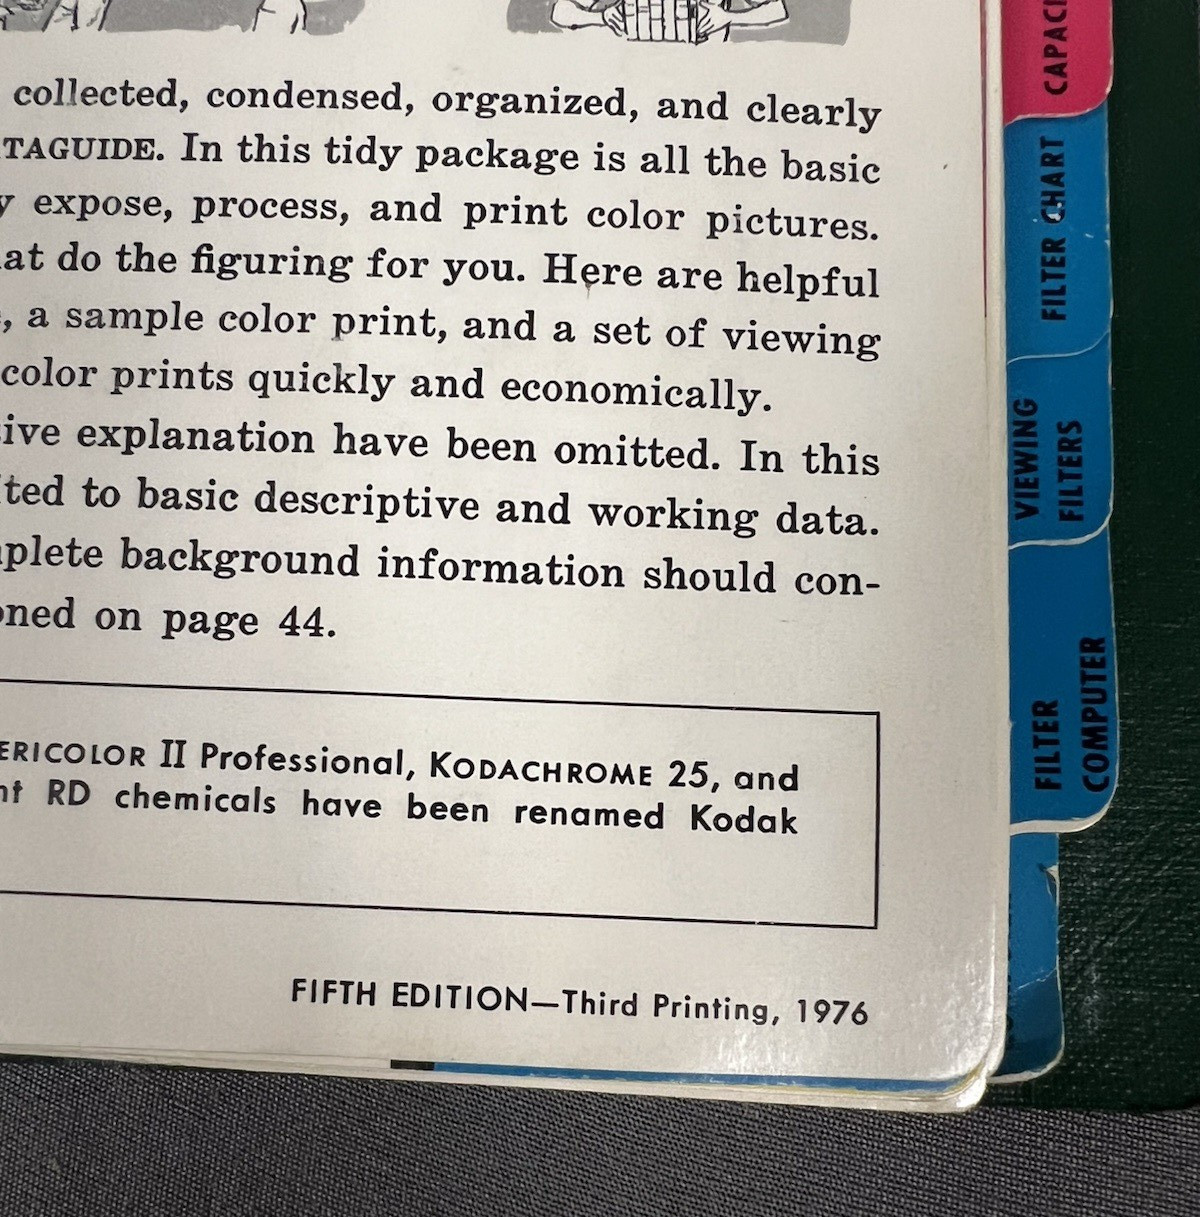 collected, condensed, organized, and clearly
TAGUIDE. In this tidy package is all the basic
y expose, process, and print color pictures.
at do the figuring for you. Here are helpful
, a sample color print, and a set of viewing
color prints quickly and economically.
ive explanation have been omitted. In this
ted to basic descriptive and working data.
plete background information should con-
ned on page 44.
ERICOLOR II Professional, KODACHROME 25, and
nt RD chemicals have been renamed Kodak
FIFTH EDITION—Third Printing, 1976
CAPACI
FILTER CHART
VIEWING
FILTERS
FILTER
COMPUTER